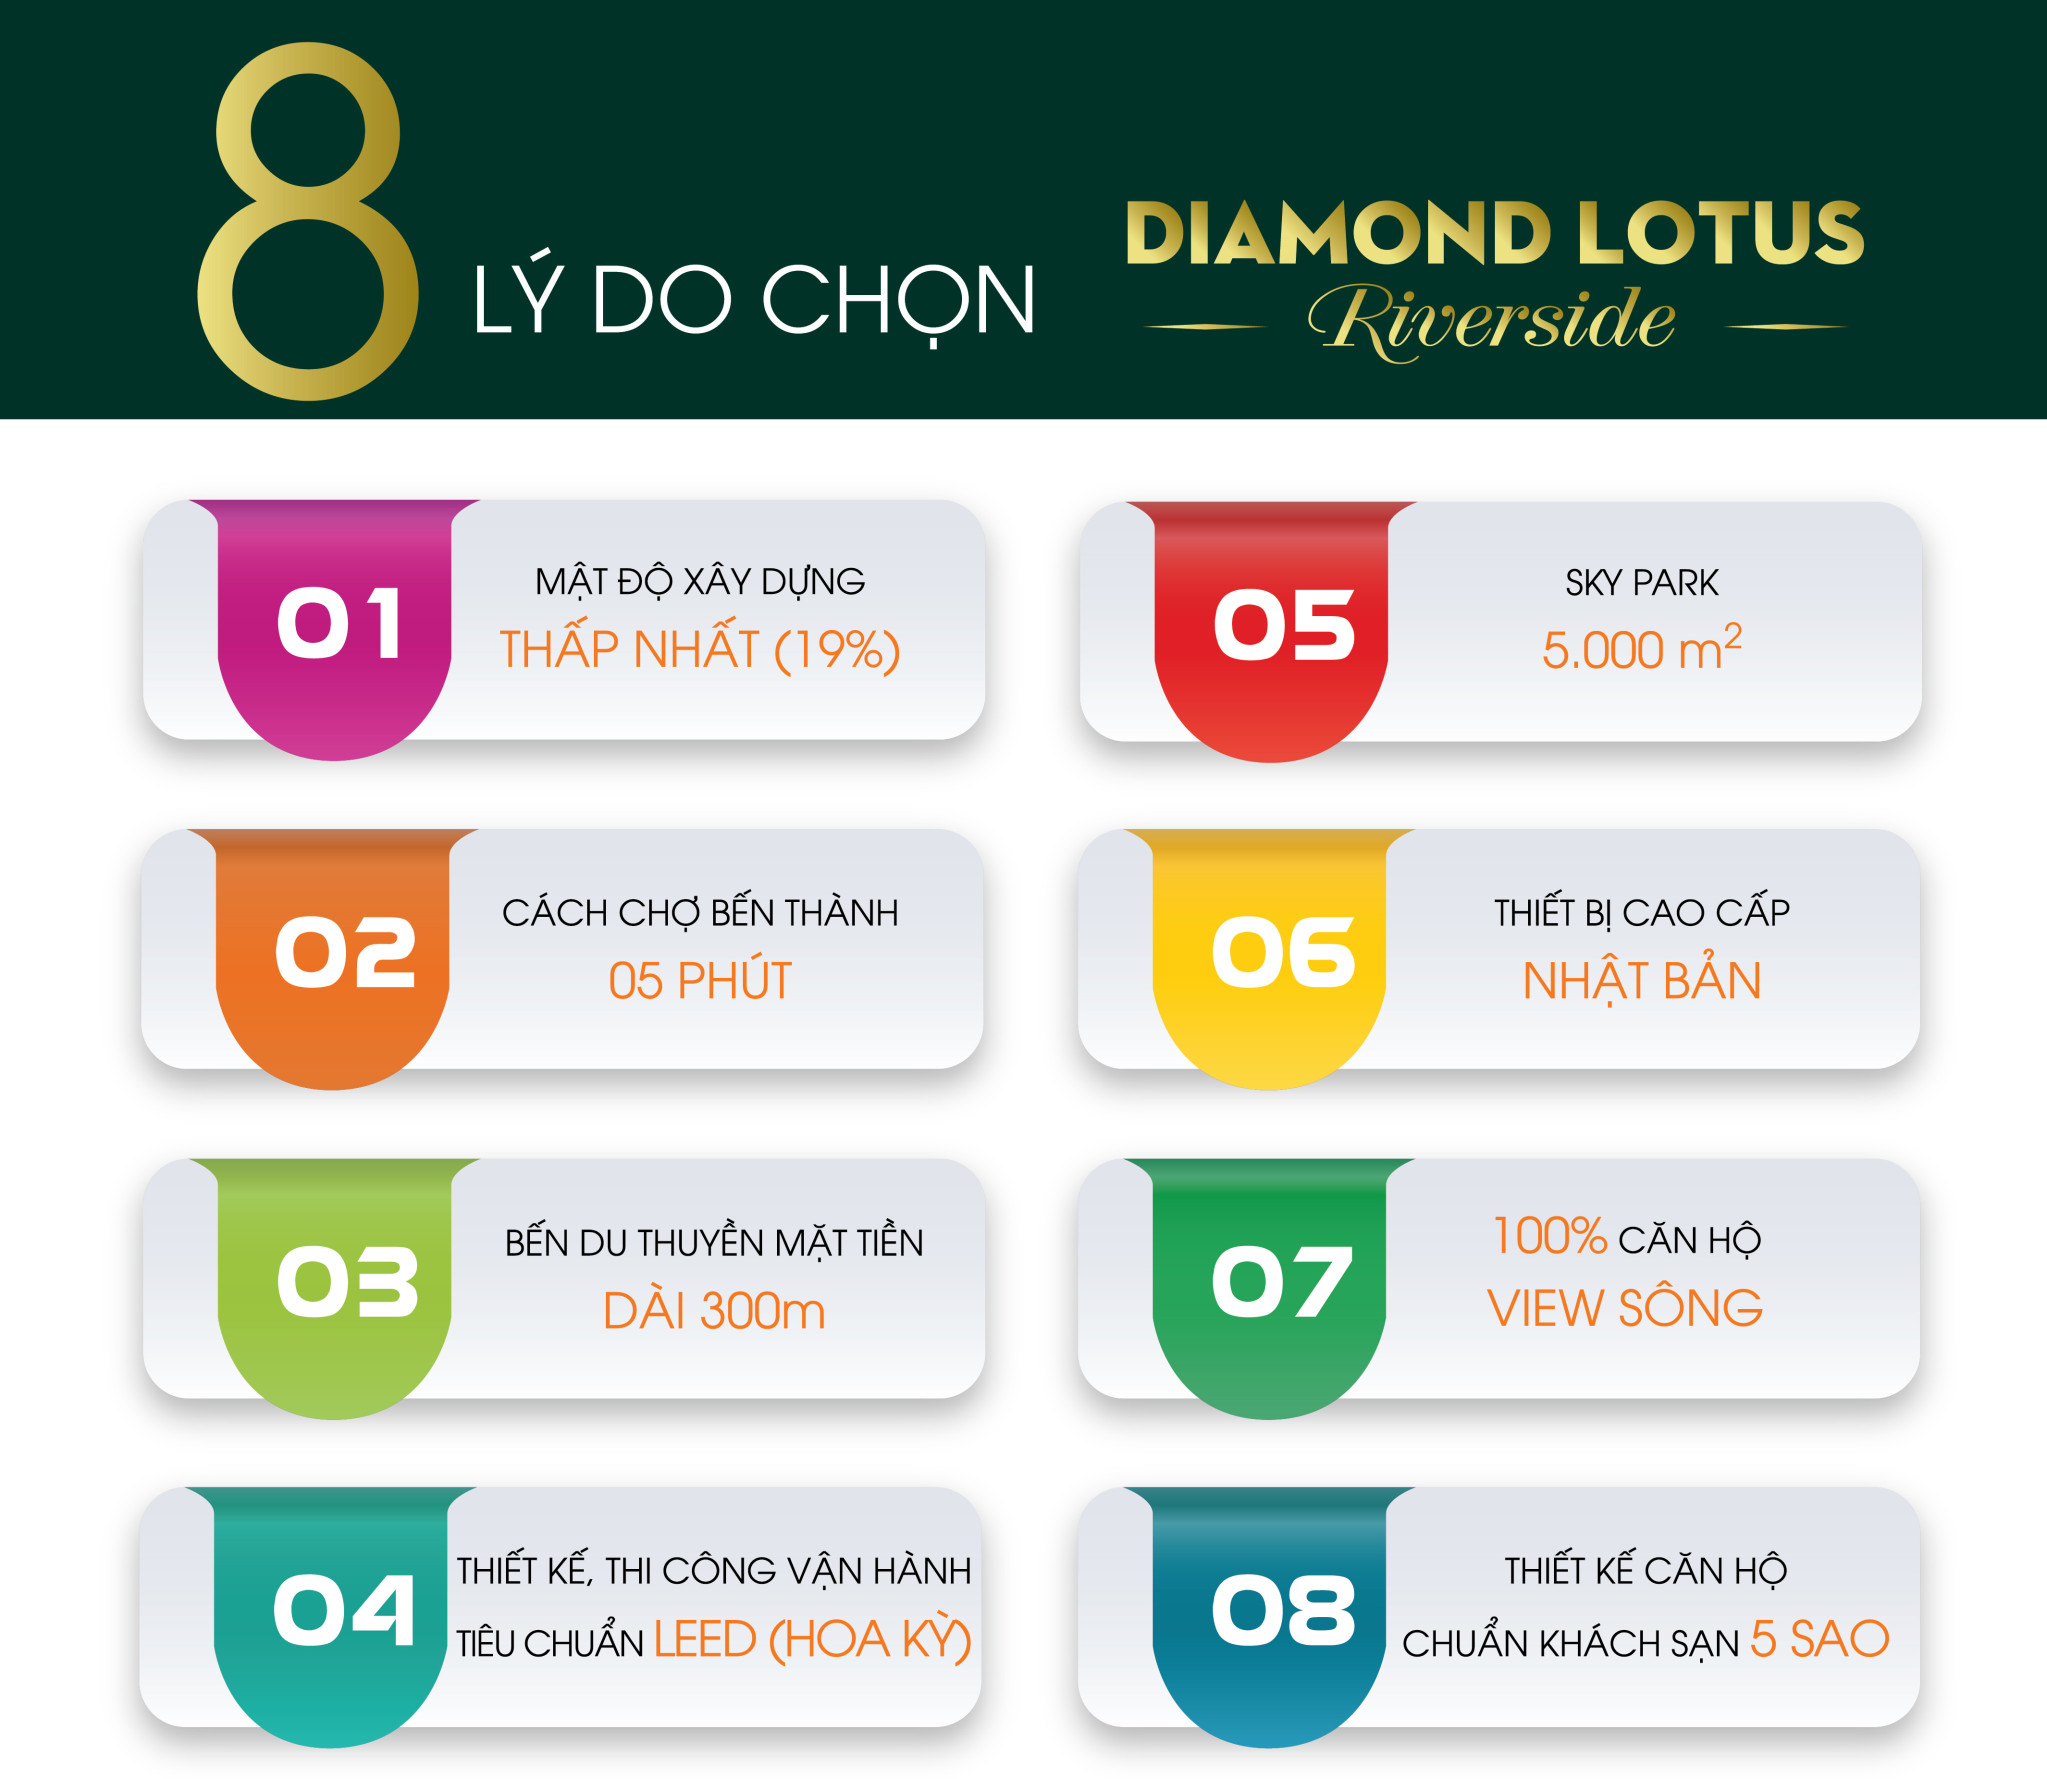 8 LÝ DO CHỌN
DIAMOND LOTUS
Riverside
01
MẬT ĐỘ XÂY DỰNG
THẤP NHẤT (19%)
02
CÁCH CHỢ BẾN THÀNH
05 PHÚT
03
BẾN DU THUYỀN MẶT TIỀN
DÀI 300m
04
THIẾT KẾ, THI CÔNG VẬN HÀNH
TIÊU CHUẨN LEED (HOA KỲ)
05
SKY PARK
5.000 m²
06
THIẾT BỊ CAO CẤP
NHẬT BẢN
07
100% CĂN HỘ
VIEW SÔNG
08
THIẾT KẾ CĂN HỘ
CHUẨN KHÁCH SẠN 5 SAO